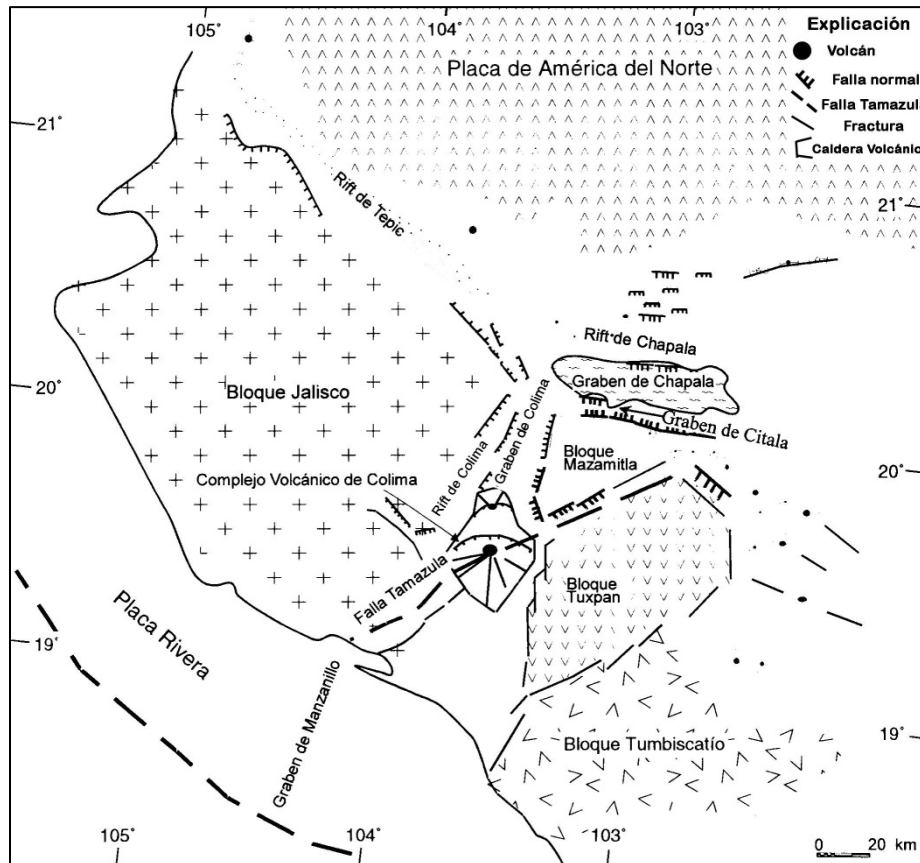 105°
104°
103°
Explicación
Volcán
Falla normal
Falla Tamazula
Fractura
Caldera Volcánic
Placa de América del Norte
21°
21°
Rift de Tepic
Rift de Chapala
Graben de Chapala
20°
Bloque Jalisco
Graben de Colima
Graben de Citala
Bloque
Mazamitla
20°
Complejo Volcánico de Colima
Rift de Colima
Falla Tamazula
Bloque
Tuxpan
Placa Rivera
19°
Graben de Manzanillo
Bloque Tumbiscatío
19°
105°
104°
103°
0 20 km